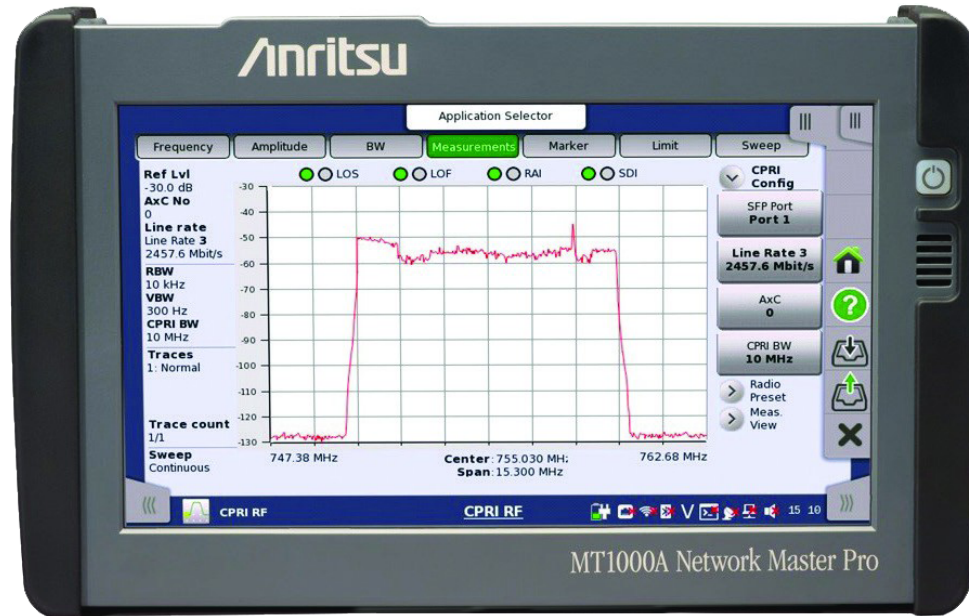 Anritsu
Application Selector
Frequency Amplitude BW Measurements Marker Limit Sweep
Ref Lvl
-30.0 dB
AxC No
0
Line rate
Line Rate 3
2457.6 Mbit/s
RBW
10 kHz
VBW
300 Hz
CPRI BW
10 MHz
Traces
1: Normal
Trace count
1/1
Sweep
Continuous
LOS LOF RAI SDI
-30
-40
-50
-60
-70
-80
-90
-100
-110
-120
-130
747.38 MHz
Center:755.030 MH:
Span:15.300 MHz
762.68 MHz
CPRI
Config
SFP Port
Port 1
Line Rate 3
2457.6 Mbit/s
AxC
0
CPRI BW
10 MHz
Radio
Preset
Meas.
View
?
CPRI RF
CPRI RF
V
15 10
MT1000A Network Master Pro